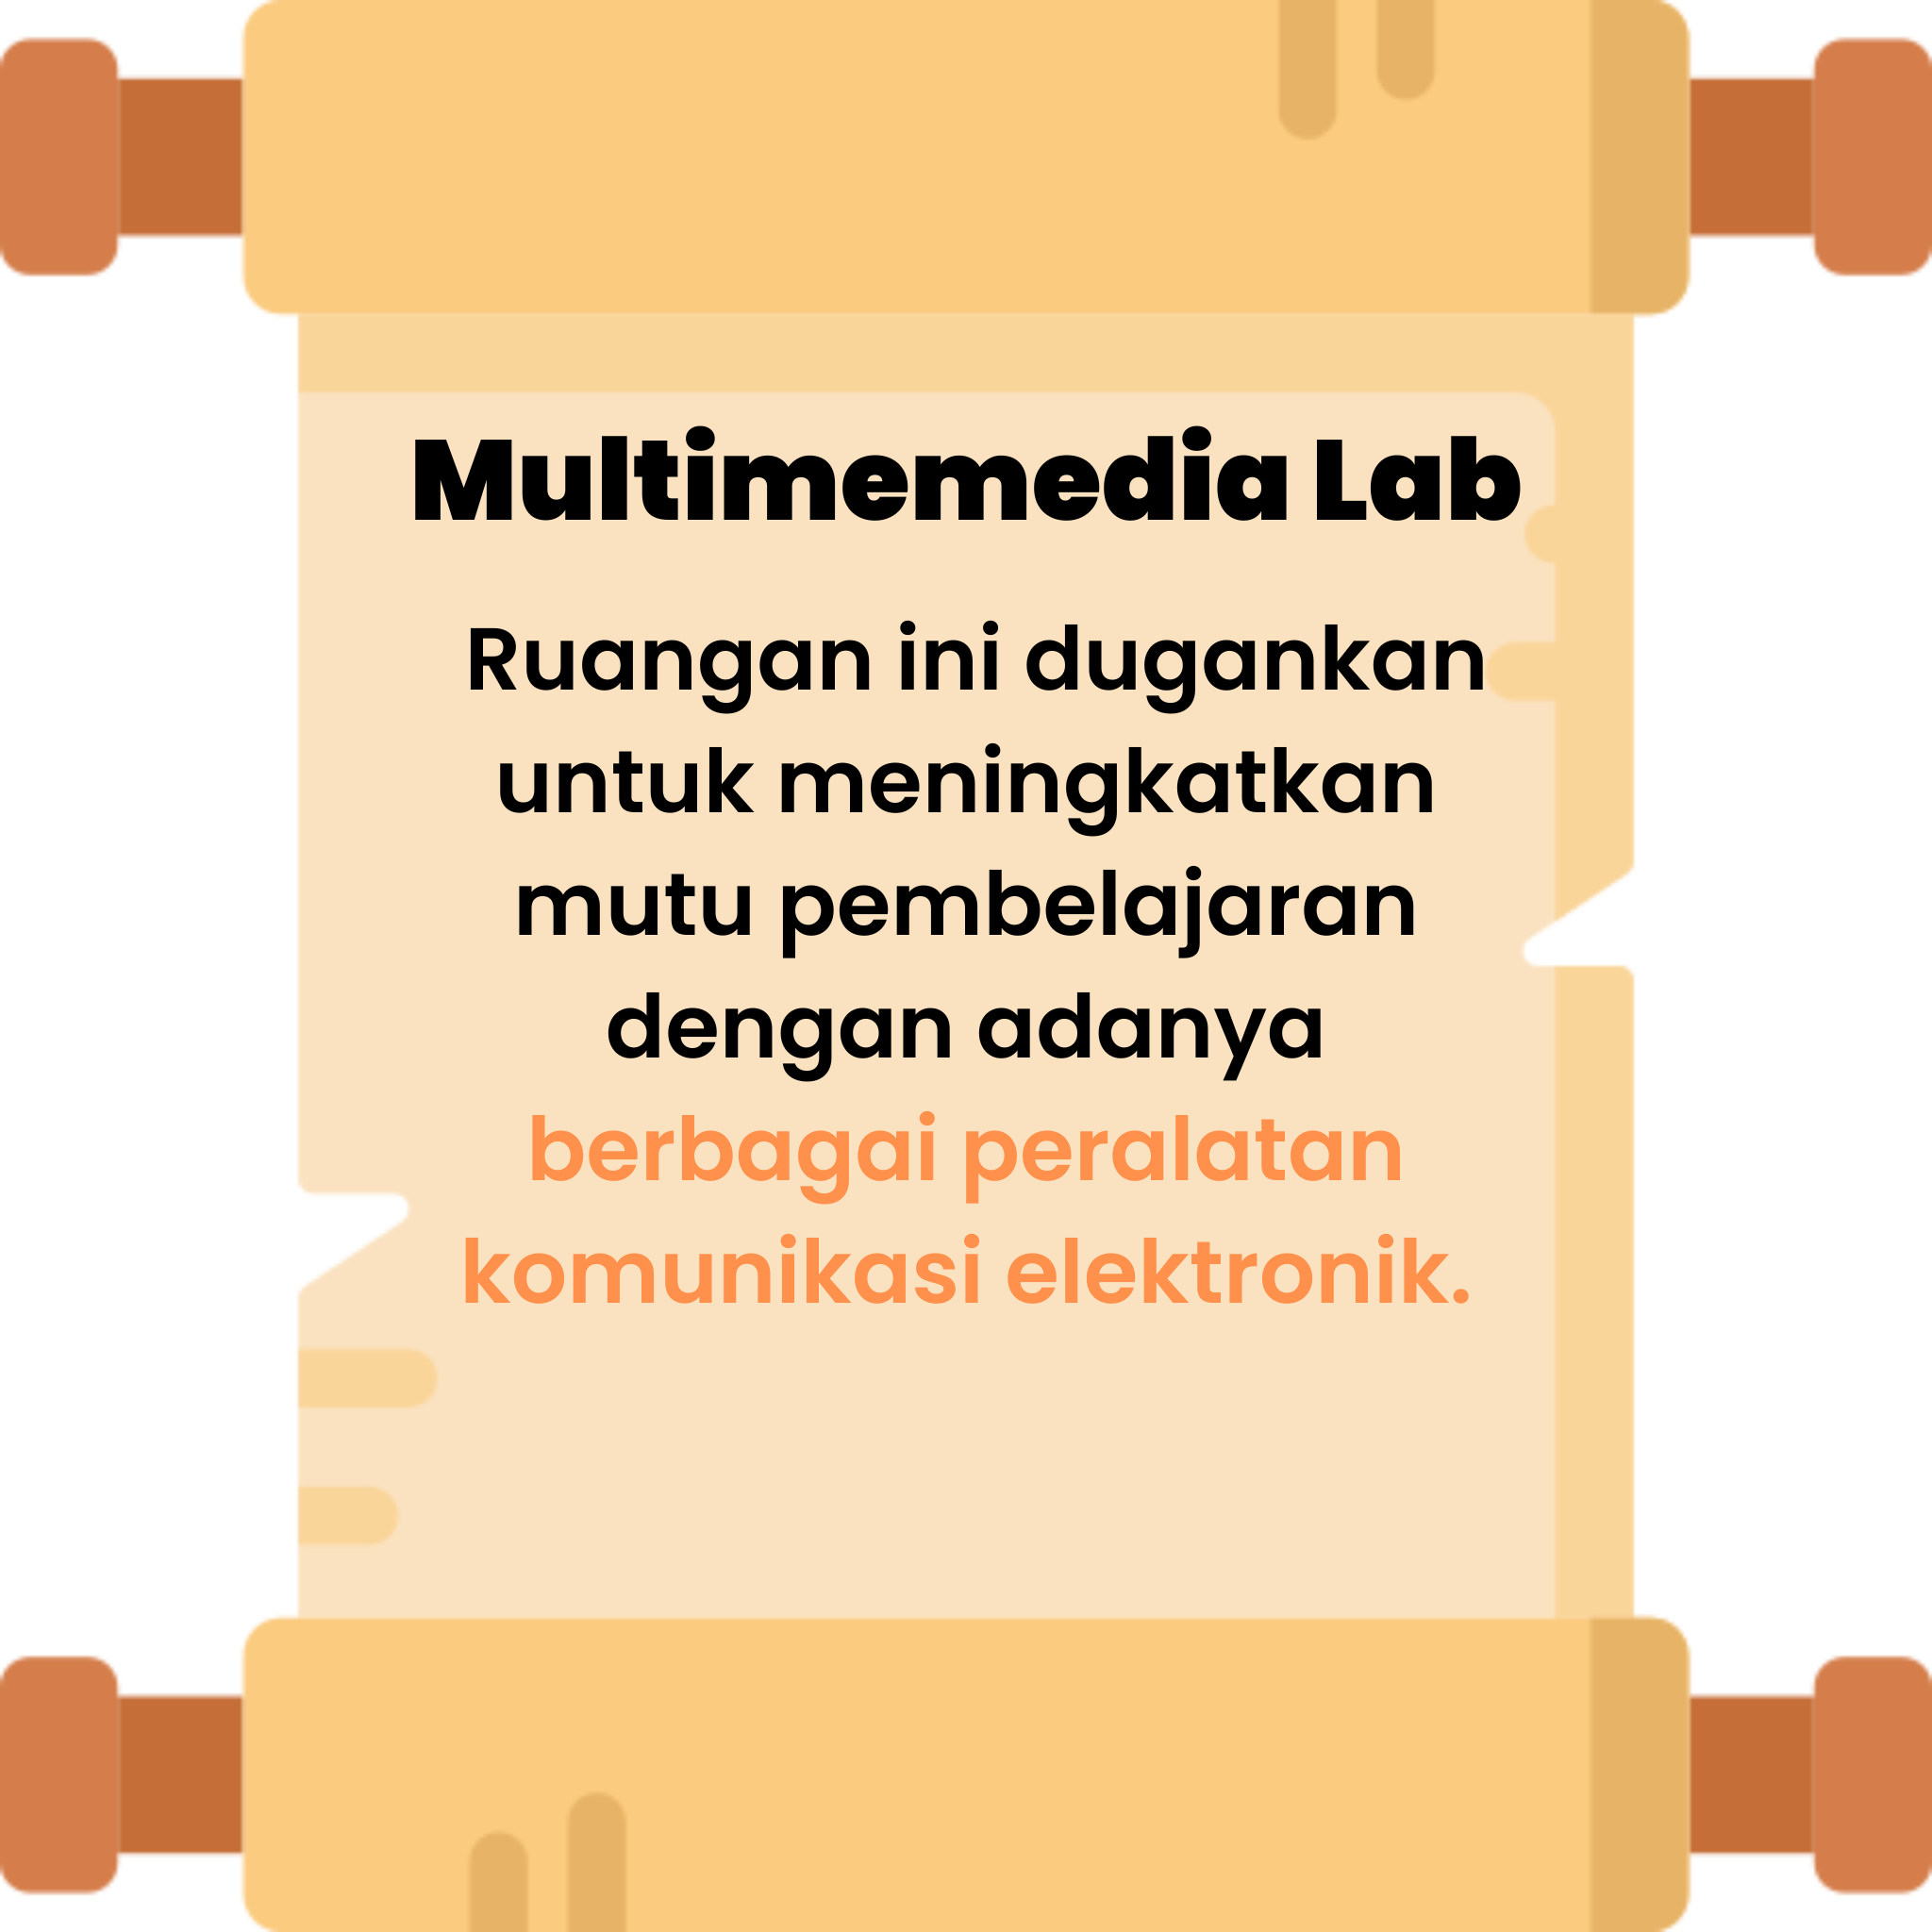 Multimemedia Lab
Ruangan ini dugankan
untuk meningkatkan
mutu pembelajaran
dengan adanya
berbagai peralatan
komunikasi elektronik.